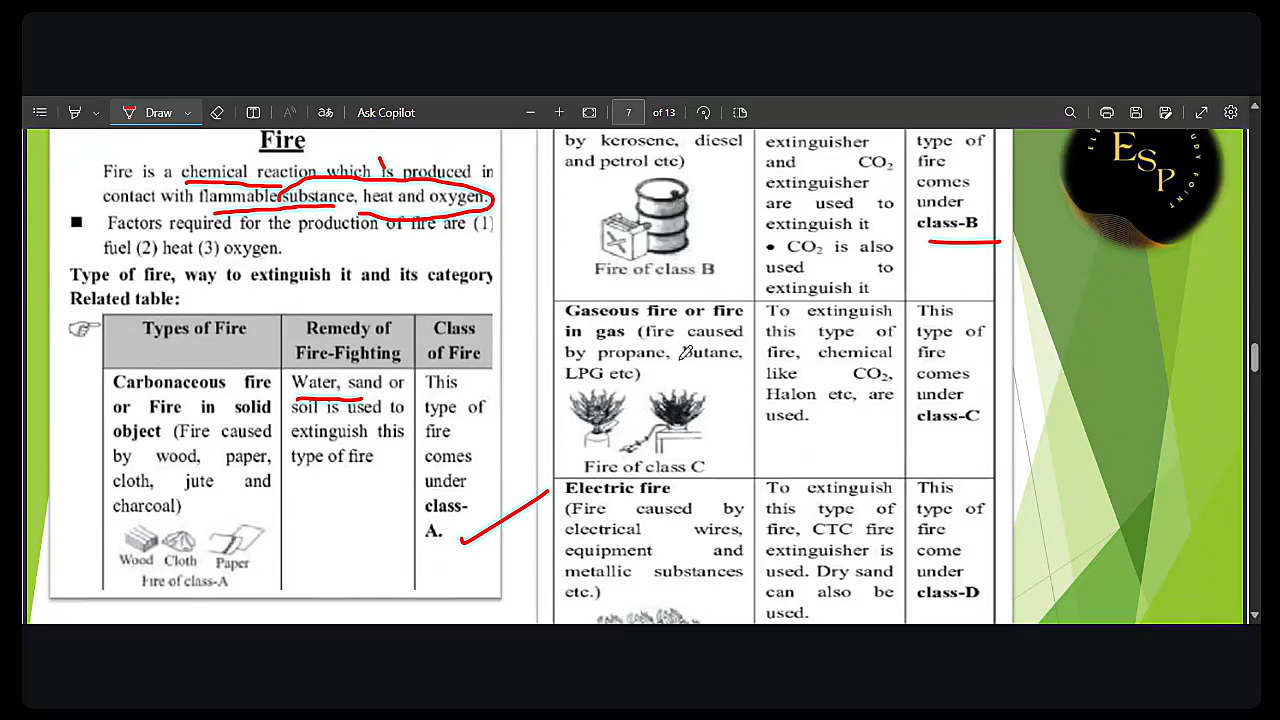 Draw
Ask Copilot
7 of 13
Fire
Fire is a chemical reaction which is produced in
contact with flammable substance, heat and oxygen.
Factors required for the production of fire are (1)
fuel (2) heat (3) oxygen.
Type of fire, way to extinguish it and its category
Related table:
Types of Fire
Remedy of
Fire-Fighting
Class
of Fire
Carbonaceous fire
or Fire in solid
object (Fire caused
by wood, paper,
cloth, jute and
charcoal)
Wood Cloth Paper
Fire of class-A
Water, sand or
soil is used to
extinguish this
type of fire
This
type of
fire
comes
under
class-
A.
by kerosene, diesel
and petrol etc)
Fire of class B
extinguisher
and CO₂
extinguisher
are used to
extinguish it
• CO₂ is also
used to
extinguish it
type of
fire
comes
under
class-B
Gaseous fire or fire
in gas (fire caused
by propane, Butane,
LPG etc)
Fire of class C
To extinguish
this type of
fire, chemical
like CO₂,
Halon etc, are
used.
This
type of
fire
comes
under
class-C
Electric fire
(Fire caused by
electrical wires,
equipment and
metallic substances
etc.)
To extinguish
this type of
fire, CTC fire
extinguisher is
used. Dry sand
can also be
used.
This
type of
fire
come
under
class-D
ESP